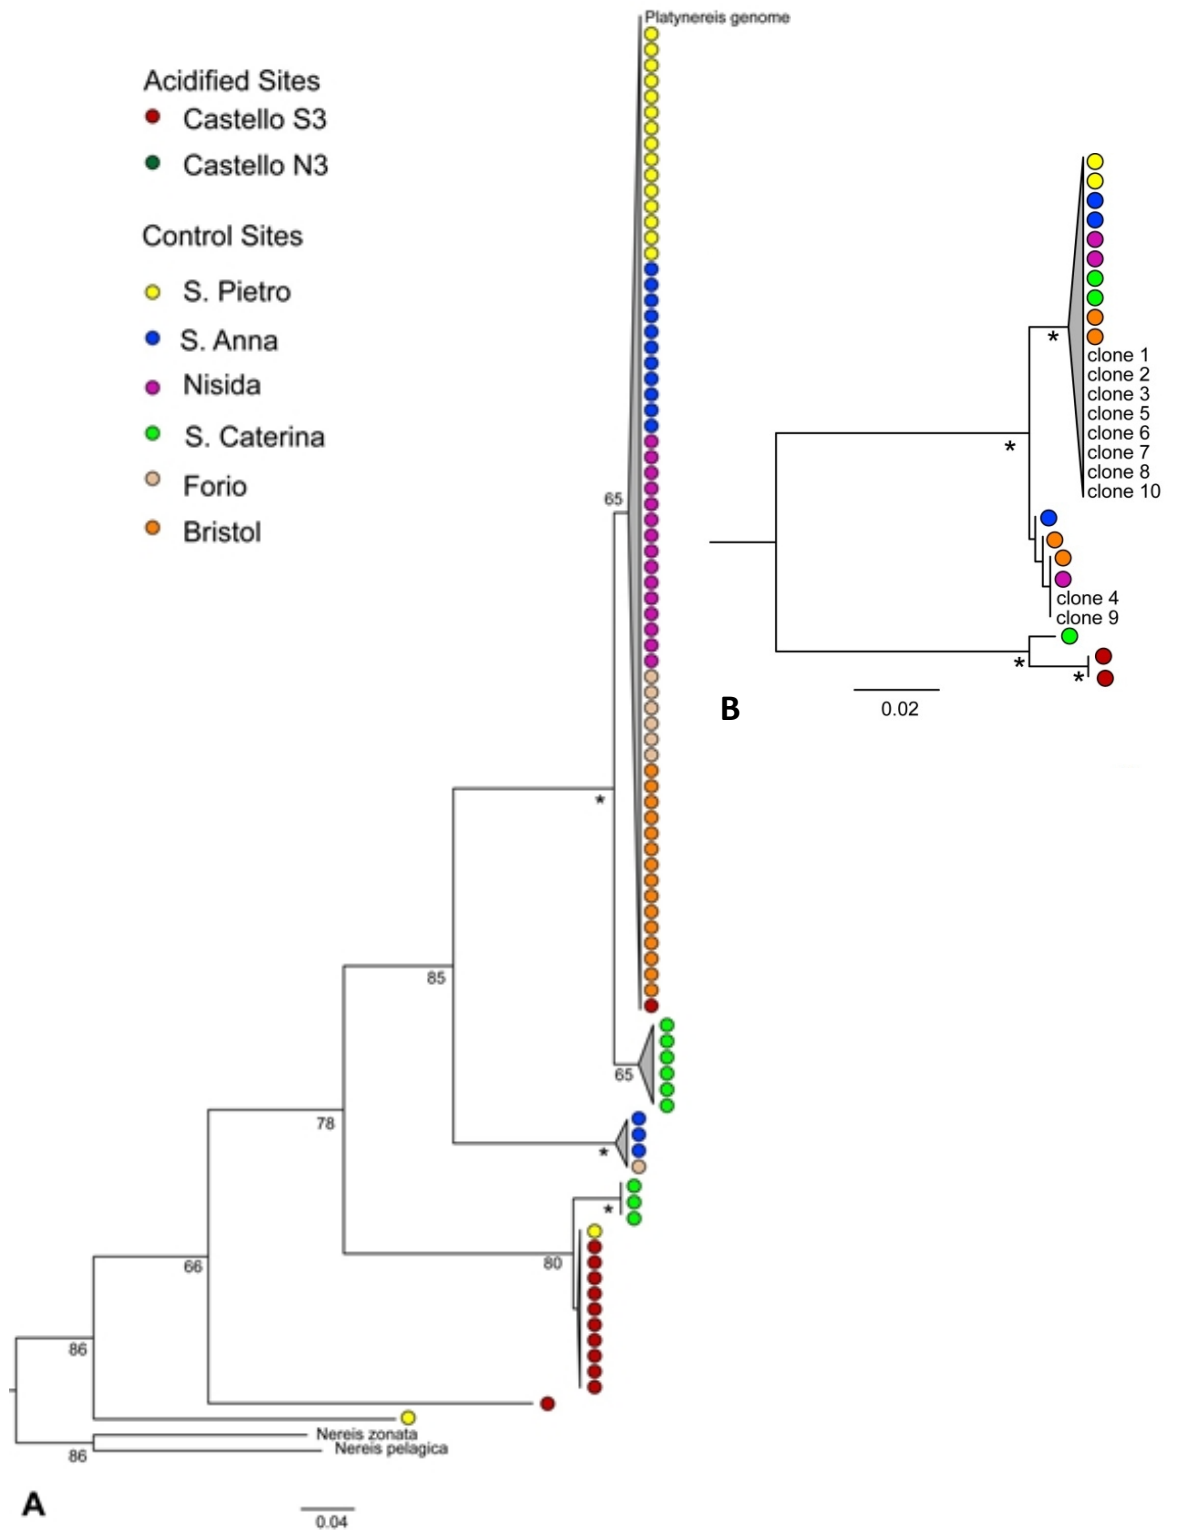 Platynereis genome
Acidified Sites
Castello S3
Castello N3
Control Sites
S. Pietro
S. Anna
Nisida
S. Caterina
Forio
Bristol
*
clone 1
clone 2
clone 3
clone 5
clone 6
clone 7
clone 8
clone 10
*
65
clone 4
clone 9
*
*
B
0.02
*
85
65
78
*
*
80
66
86
Nereis zonata
Nereis pelagica
86
A
0.04